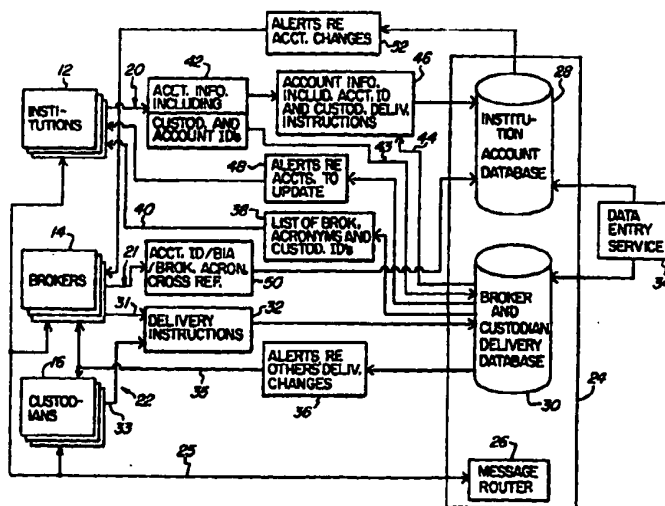 ALERTS RE
ACCT. CHANGES
52
12
20
42
46
28
INSTI-
TUTIONS
ACCT. INFO.
INCLUDING
CUSTOD. AND
ACCOUNT IDs
ACCOUNT INFO.
INCLUD. ACCT. ID
AND CUSTOD. DELIV.
INSTRUCTIONS
INSTITU-
TION
ACCOUNT
DATABASE
43
44
48
ALERTS RE
ACCTS. TO
UPDATE
40
38
LIST OF BROK.
ACRONYMS AND
CUSTOD. ID's
DATA
ENTRY
SERVICE
34
14
BROKERS
21
ACCT. ID/BIA
/BROK. ACRON.
CROSS REF.
50
31
DELIVERY
INSTRUCTIONS
32
BROKER
AND
CUSTODIAN
DELIVERY
DATABASE
30
24
16
CUSTOD-
IANS
22
33
35
ALERTS RE
OTHERS' DELIV.
CHANGES
36
25
26
MESSAGE
ROUTER